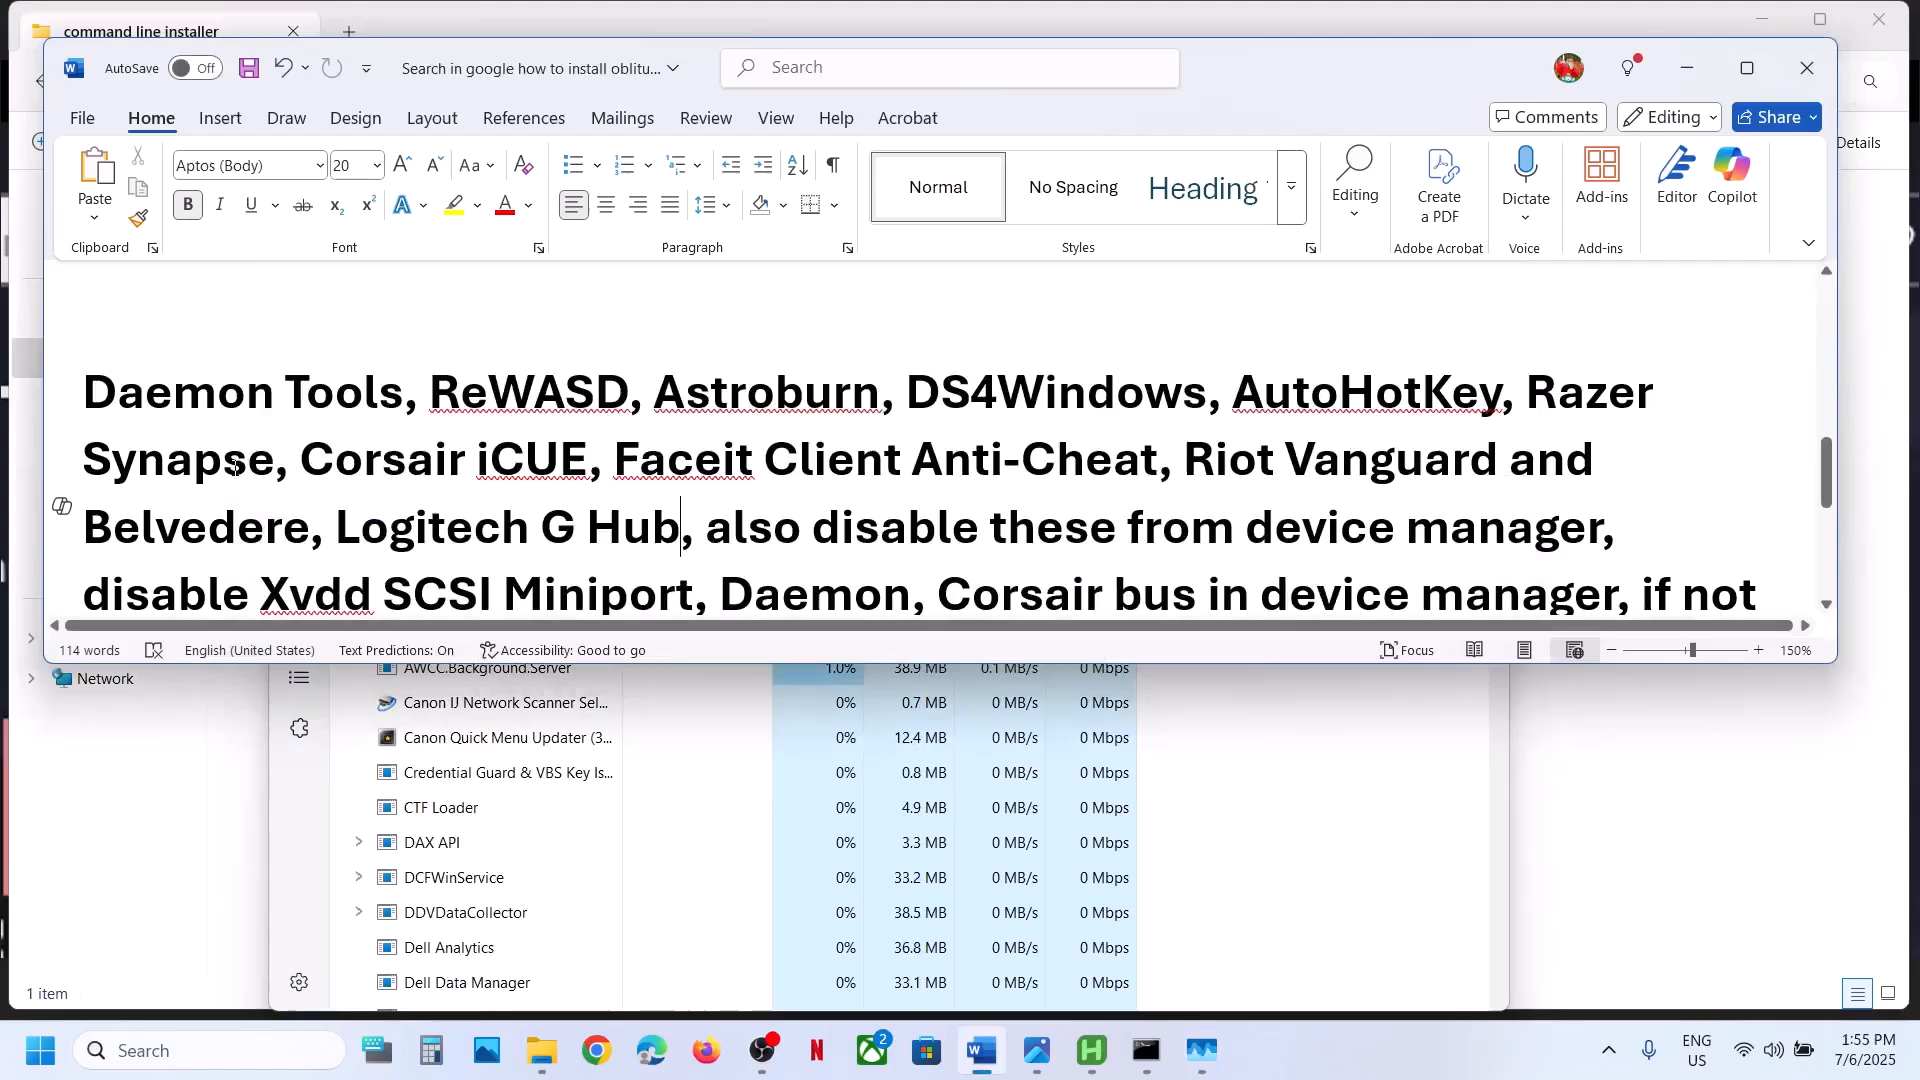 command line installer
AutoSave Off Search in google how to install oblitu... Search
File Home Insert Draw Design Layout References Mailings Review View Help Acrobat Comments Editing Share
Details
Paste Aptos (Body) 20 Aa Normal No Spacing Heading Editing Create a PDF Dictate Add-ins Editor Copilot
Clipboard Font Paragraph Styles Adobe Acrobat Voice Add-ins
Daemon Tools, ReWASD, Astroburn, DS4Windows, AutoHotKey, Razer
Synapse, Corsair iCUE, Faceit Client Anti-Cheat, Riot Vanguard and
Belvedere, Logitech G Hub, also disable these from device manager,
disable Xvdd SCSI Miniport, Daemon, Corsair bus in device manager, if not
114 words English (United States) Text Predictions: On Accessibility: Good to go Focus 150%
Network
AWCC.Background.Server 1.0% 38.9 MB 0.1 MB/s 0 Mbps
Canon IJ Network Scanner Sel... 0% 0.7 MB 0 MB/s 0 Mbps
Canon Quick Menu Updater (3... 0% 12.4 MB 0 MB/s 0 Mbps
Credential Guard & VBS Key Is... 0% 0.8 MB 0 MB/s 0 Mbps
CTF Loader 0% 4.9 MB 0 MB/s 0 Mbps
DAX API 0% 3.3 MB 0 MB/s 0 Mbps
DCFWinService 0% 33.2 MB 0 MB/s 0 Mbps
DDVDataCollector 0% 38.5 MB 0 MB/s 0 Mbps
Dell Analytics 0% 36.8 MB 0 MB/s 0 Mbps
Dell Data Manager 0% 33.1 MB 0 MB/s 0 Mbps
1 item
Search 2 ENG US 1:55 PM 7/6/2025